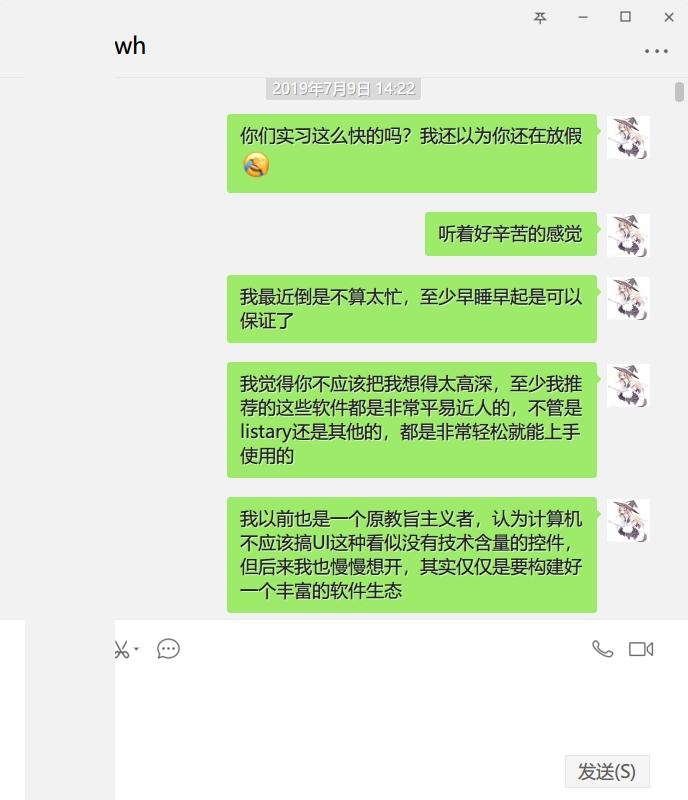 wh
2019年7月9日 14:22
你们实习这么快的吗？我还以为你还在放假
听着好辛苦的感觉
我最近倒是不算太忙，至少早睡早起是可以
保证了
我觉得你不应该把我想得太高深，至少我推
荐的这些软件都是非常平易近人的，不管是
listary还是其他的，都是非常轻松就能上手
使用的
我以前也是一个原教旨主义者，认为计算机
不应该搞UI这种看似没有技术含量的控件，
但后来我也慢慢想开，其实仅仅是要构建好
一个丰富的软件生态
发送(S)